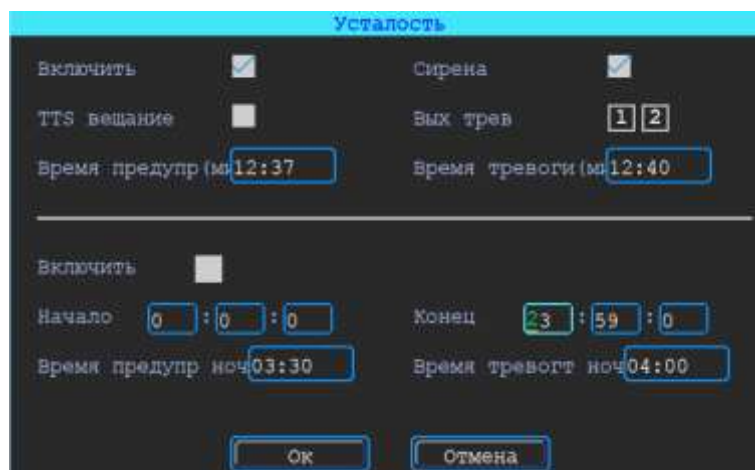 Усталость
Включить Сирена
TTS вещание Вых трев 1 2
Время предупр(ми 12:37 Время тревоги(ми 12:40
Включить
Начало 0 : 0 : 0 Конец 23 : 59 : 0
Время предупр ноч 03:30 Время тревогт ноч 04:00
Ок Отмена